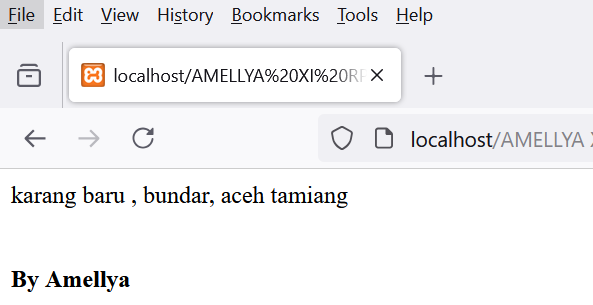 File Edit View History Bookmarks Tools Help
localhost/AMELLYA%20XI%20RP
localhost/AMELLYA X
karang baru , bundar, aceh tamiang
By Amellya